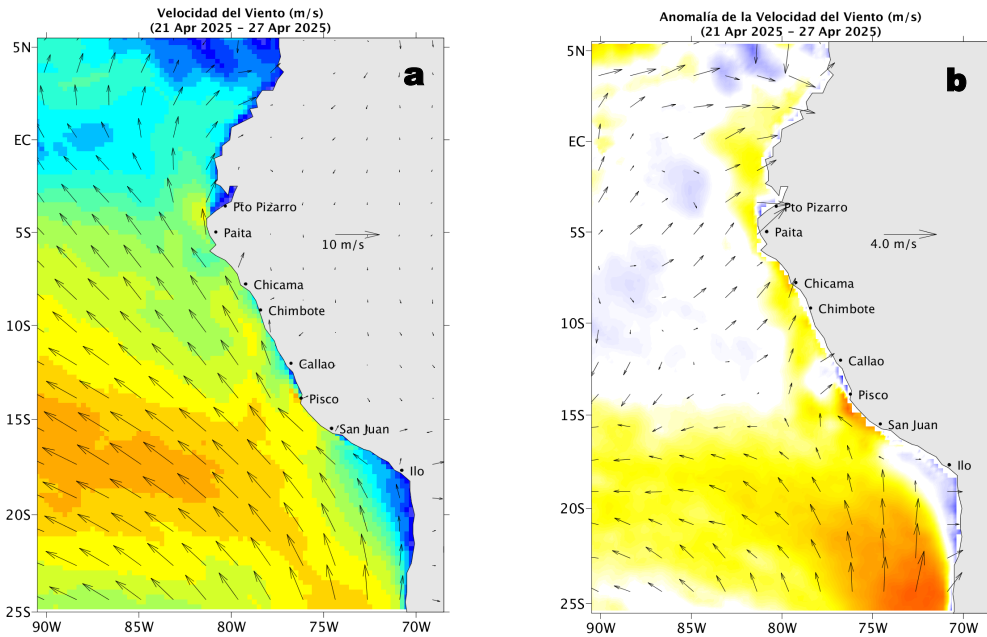 Velocidad del Viento (m/s)
(21 Apr 2025 – 27 Apr 2025)
a
5N
EC
5S
10S
15S
20S
25S
90W
85W
80W
75W
70W
Pto Pizarro
Paita
10 m/s
Chicama
Chimbote
Callao
Pisco
San Juan
Ilo
Anomalía de la Velocidad del Viento (m/s)
(21 Apr 2025 – 27 Apr 2025)
b
5N
EC
5S
10S
15S
20S
25S
90W
85W
80W
75W
70W
Pto Pizarro
Paita
4.0 m/s
Chicama
Chimbote
Callao
Pisco
San Juan
Ilo